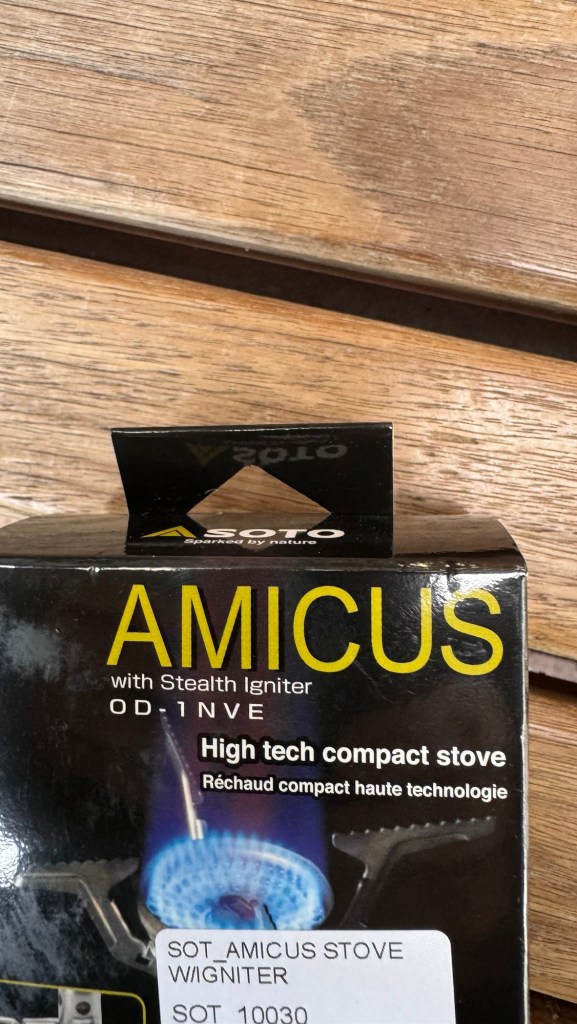 SOTO
SOTO
Sparked by nature
AMICUS
with Stealth Igniter
OD-1NVE
High tech compact stove
Réchaud compact haute technologie
SOT_AMICUS STOVE
W/IGNITER
SOT_10030